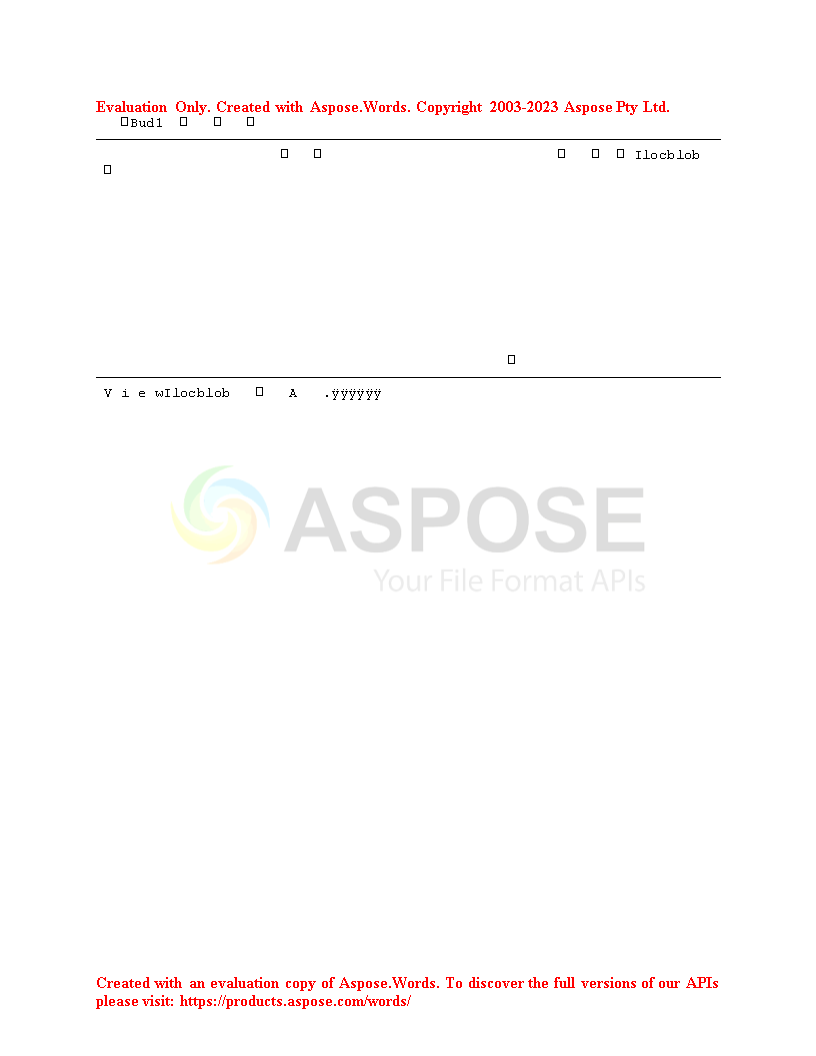 Evaluation Only. Created with Aspose.Words. Copyright 2003-2023 Aspose Pty Ltd.
□Bud1 □ □ □
□ □ □ □ □ Ilocblob
□
□
V i e wIlocblob □ A .ÿÿÿÿÿÿ
ASPOSE
Your File Format APIs
Created with an evaluation copy of Aspose.Words. To discover the full versions of our APIs
please visit: https://products.aspose.com/words/